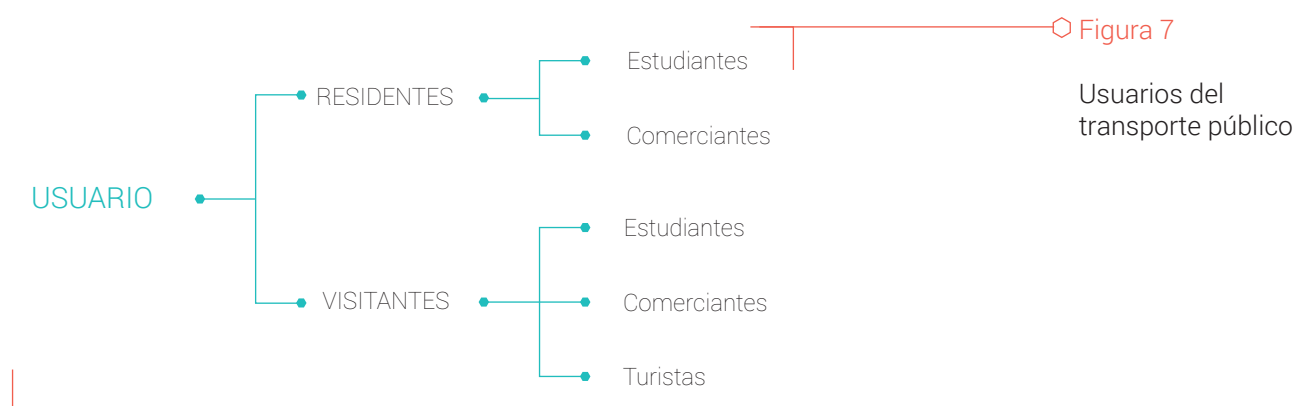 Figura 7
Usuarios del
transporte público
USUARIO
RESIDENTES
Estudiantes
Comerciantes
VISITANTES
Estudiantes
Comerciantes
Turistas